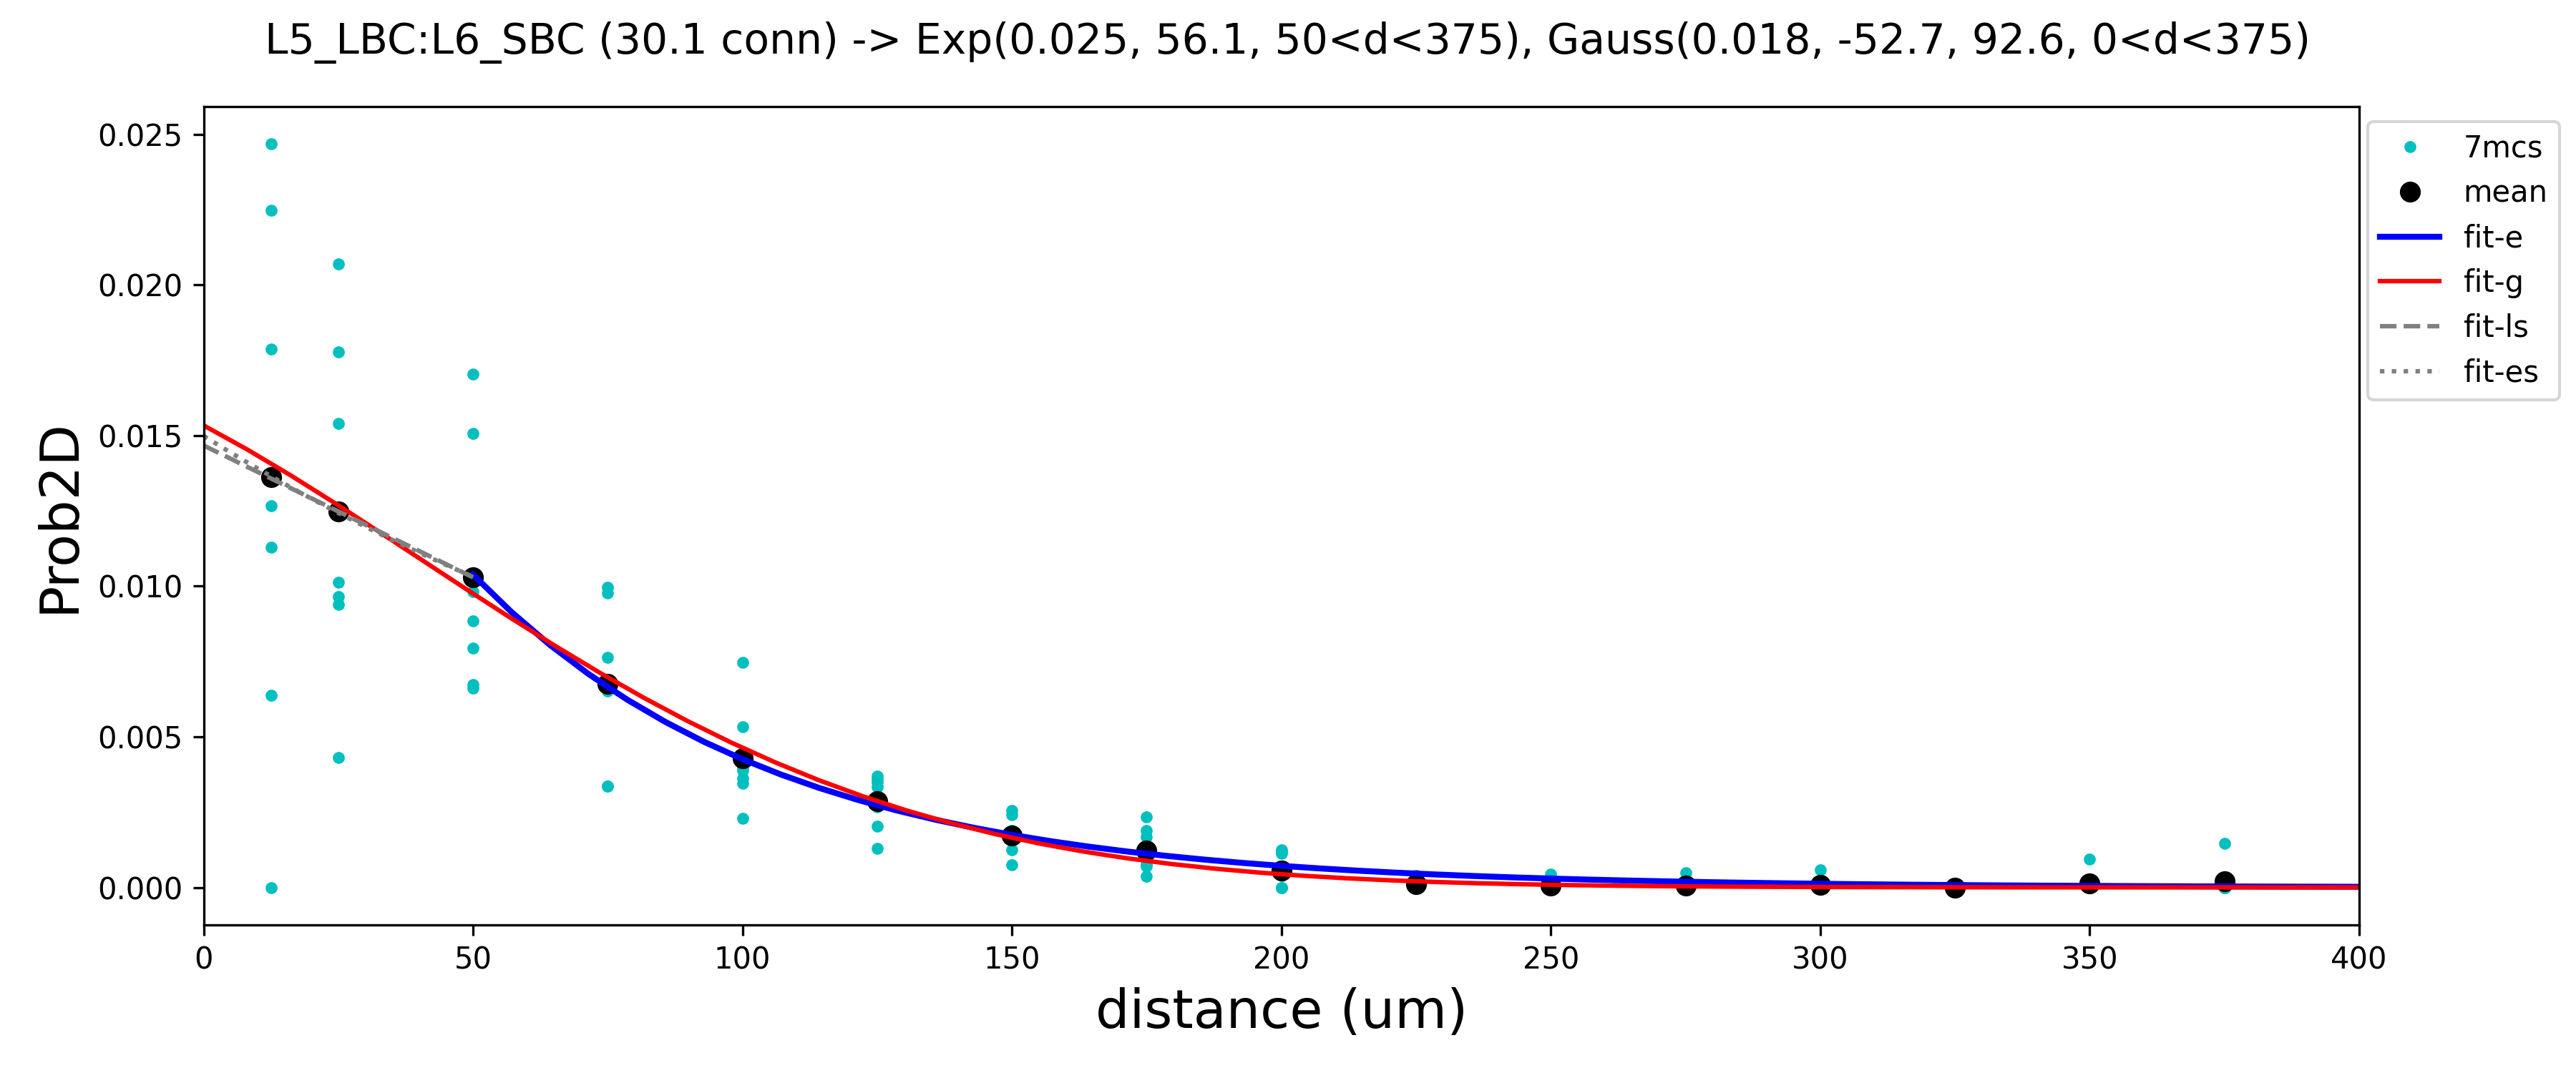 L5_LBC:L6_SBC (30.1 conn) -> Exp(0.025, 56.1, 50<d<375), Gauss(0.018, -52.7, 92.6, 0<d<375)
0.025
0.020
0.015
0.010
0.005
0.000
Prob2D
0 50 100 150 200 250 300 350 400
distance (um)
7mcs
mean
fit-e
fit-g
fit-ls
fit-es